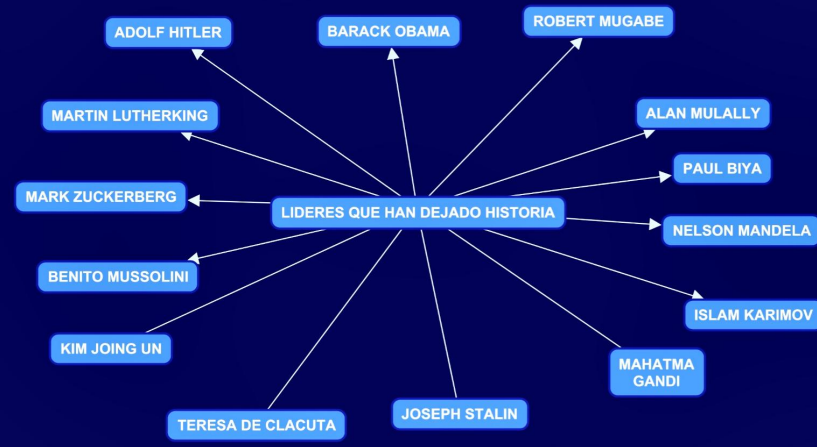 ROBERT MUGABE
BARACK OBAMA
ADOLF HITLER
MARTIN LUTHERKING
ALAN MULALLY
PAUL BIYA
MARK ZUCKERBERG
LIDERES QUE HAN DEJADO HISTORIA
NELSON MANDELA
BENITO MUSSOLINI
ISLAM KARIMOV
KIM JOING UN
MAHATMA
GANDI
JOSEPH STALIN
TERESA DE CLACUTA